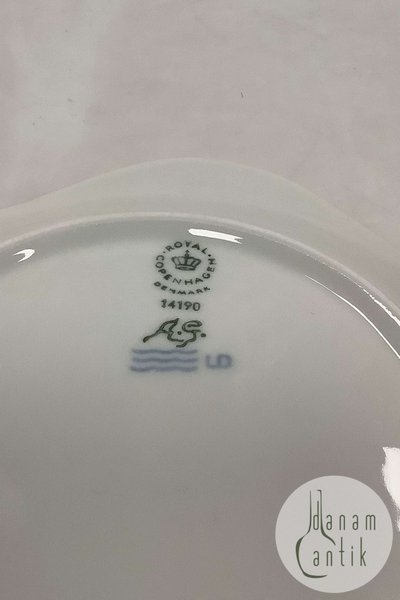 ROYAL
COPENHAGEN
DENMARK
14190
A.S.
LD
danam
antik